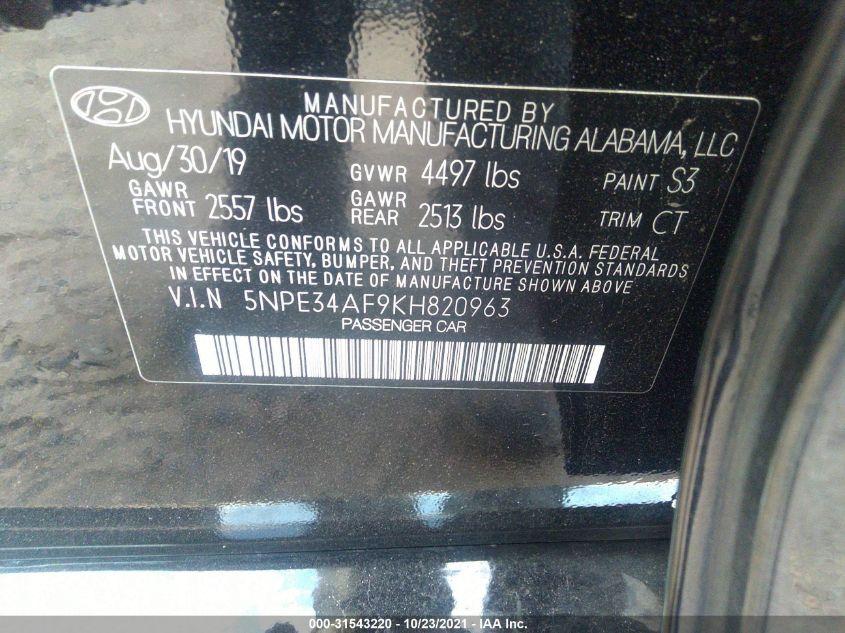 MANUFACTURED BY
HYUNDAI MOTOR MANUFACTURING ALABAMA, LLC
Aug/30/19 GVWR 4497 lbs PAINT S3
GAWR FRONT 2557 lbs GAWR REAR 2513 lbs TRIM CT
THIS VEHICLE CONFORMS TO ALL APPLICABLE U.S.A. FEDERAL
MOTOR VEHICLE SAFETY, BUMPER, AND THEFT PREVENTION STANDARDS
IN EFFECT ON THE DATE OF MANUFACTURE SHOWN ABOVE
V.I.N 5NPE34AF9KH820963
PASSENGER CAR
000-31543220 - 10/23/2021 - IAA Inc.